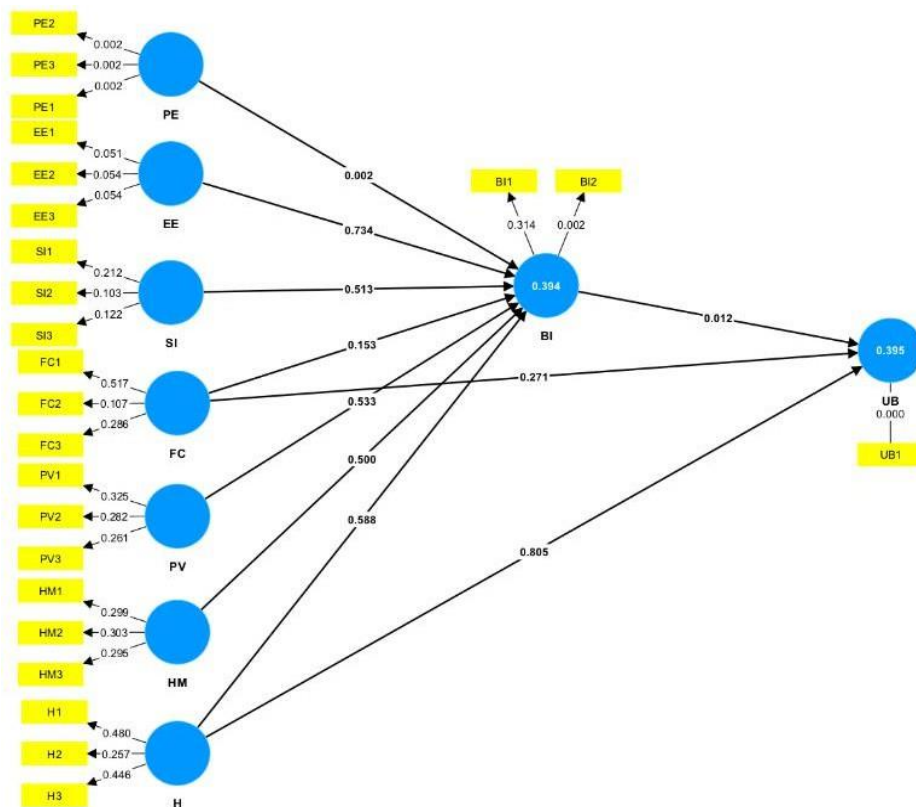 PE2
0.002
PE3
0.002
0.002
PE1
PE
EE1
0.051
EE2
0.054
0.054
EE3
EE
SI1
0.212
SI2
0.103
0.122
SI3
SI
FC1
0.517
FC2
0.107
0.286
FC3
FC
PV1
0.325
PV2
0.282
0.261
PV3
PV
HM1
0.299
HM2
0.303
0.295
HM3
HM
H1
0.480
H2
0.257
0.446
H3
H
0.002
0.734
0.513
0.153
0.533
0.500
0.588
BI1
BI2
0.314
0.002
0.394
BI
0.012
0.271
0.805
0.395
UB
0.000
UB1